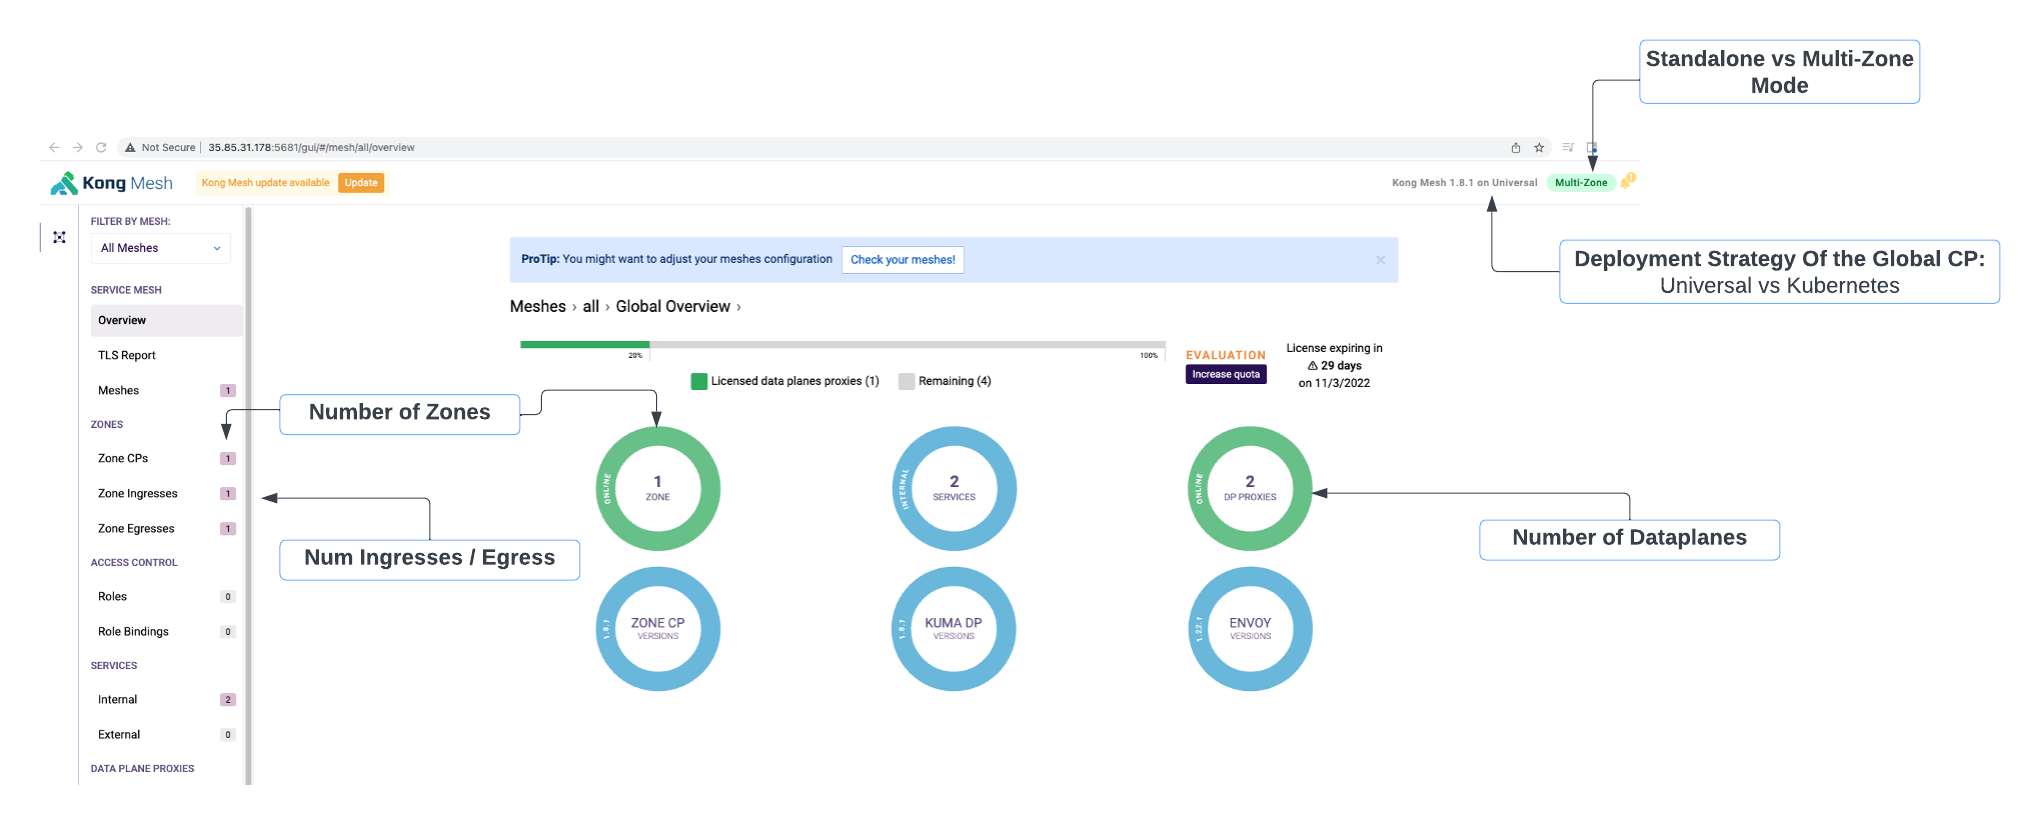 Standalone vs Multi-Zone
Mode
Not Secure
35.85.31.178:5681/gui/#/mesh/all/overview
Kong Mesh
Kong Mesh update available
Update
Kong Mesh 1.8.1 on Universal
Multi-Zone
1
FILTER BY MESH:
All Meshes
ProTip: You might want to adjust your meshes configuration
Check your meshes!
Deployment Strategy Of the Global CP:
Universal vs Kubernetes
SERVICE MESH
Overview
TLS Report
Meshes 1
Meshes › all › Global Overview ›
20%
100%
Licensed data planes proxies (1)
Remaining (4)
EVALUATION
Increase quota
License expiring in
29 days
on 11/3/2022
Number of Zones
ZONES
Zone CPs 1
Zone Ingresses 1
Zone Egresses 1
Num Ingresses / Egress
ONLINE
1
ZONE
INTERNAL
2
SERVICES
ONLINE
2
DP PROXIES
Number of Dataplanes
ACCESS CONTROL
Roles 0
Role Bindings 0
1.8.1
ZONE CP
VERSIONS
1.8.1
KUMA DP
VERSIONS
1.22.1
ENVOY
VERSIONS
SERVICES
Internal 2
External 0
DATA PLANE PROXIES